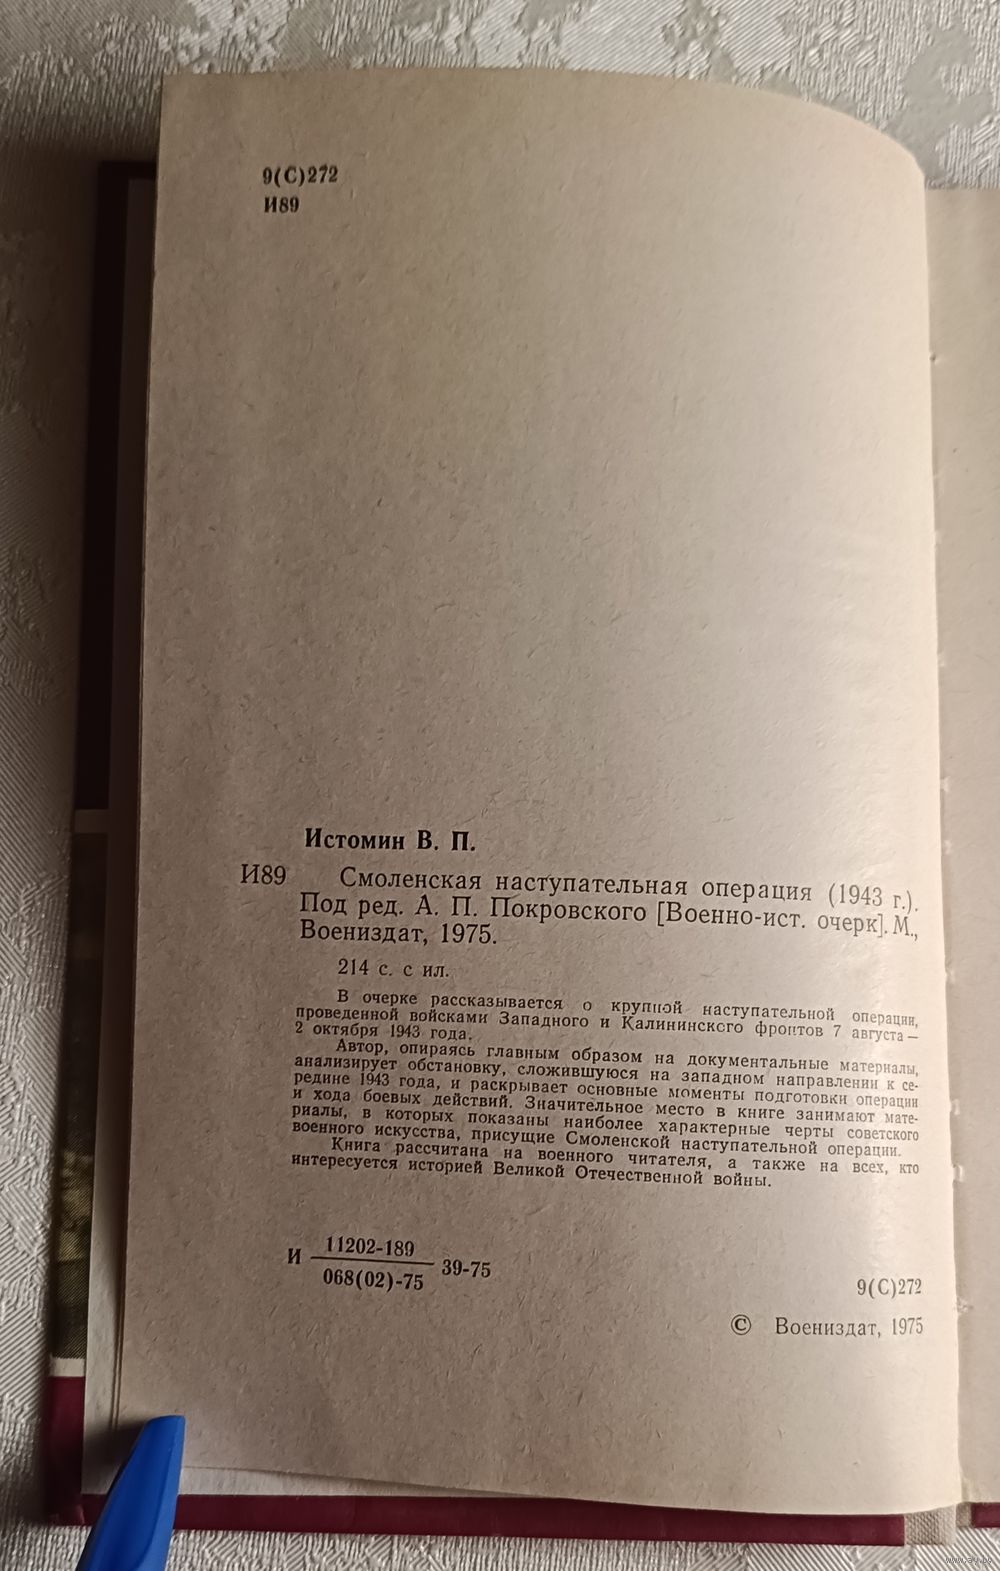 9(С)272
И89
Истомин В. П.
И89 Смоленская наступательная операция (1943 г.).
Под ред. А. П. Покровского [Военно-ист. очерк]. М.,
Воениздат, 1975.
214 с. с ил.
В очерке рассказывается о крупной наступательной операции,
проведенной войсками Западного и Калининского фронтов 7 августа —
2 октября 1943 года.
Автор, опираясь главным образом на документальные материалы,
анализирует обстановку, сложившуюся на западном направлении к се-
редине 1943 года, и раскрывает основные моменты подготовки операции
и хода боевых действий. Значительное место в книге занимают мате-
риалы, в которых показаны наиболее характерные черты советского
военного искусства, присущие Смоленской наступательной операции.
Книга рассчитана на военного читателя, а также на всех, кто
интересуется историей Великой Отечественной войны.
И 11202-189 39-75
068(02)-75
9(С)272
© Воениздат, 1975